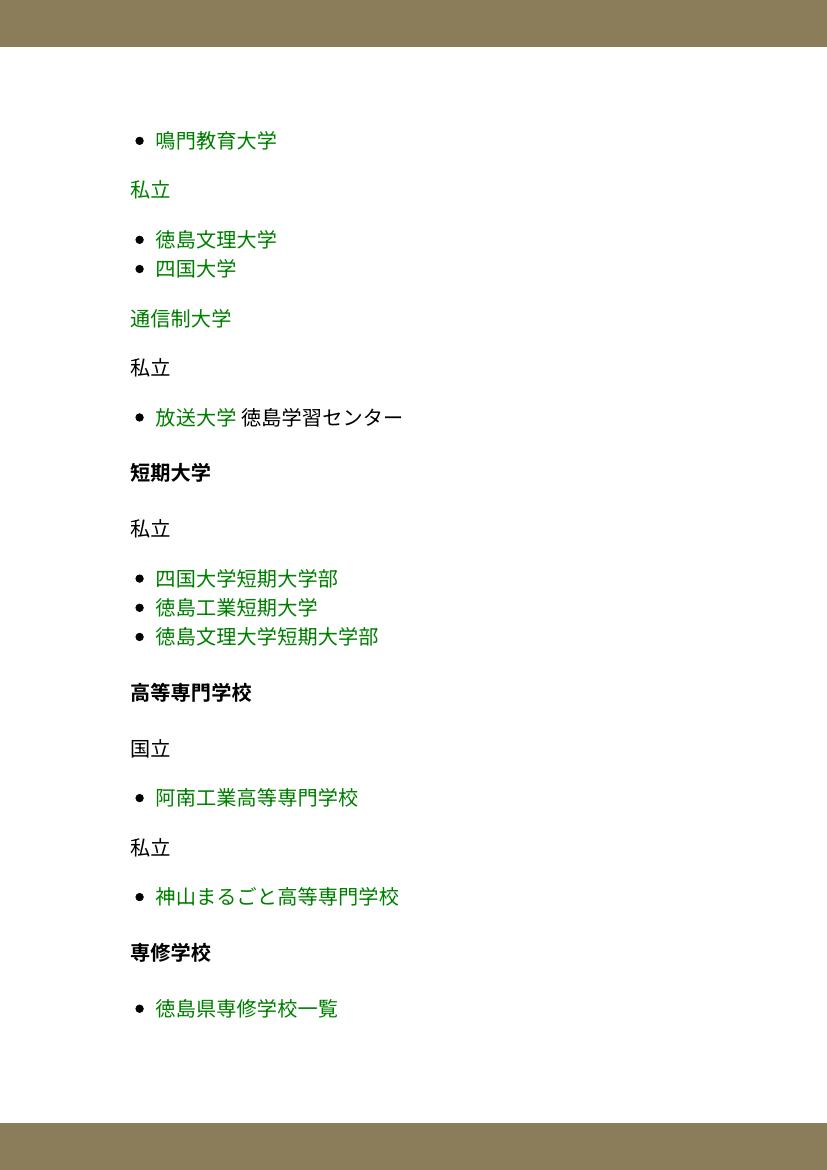 鳴門教育大学
私立
徳島文理大学
四国大学
通信制大学
私立
放送大学 徳島学習センター
短期大学
私立
四国大学短期大学部
徳島工業短期大学
徳島文理大学短期大学部
高等専門学校
国立
阿南工業高等専門学校
私立
神山まるごと高等専門学校
専修学校
徳島県専修学校一覧